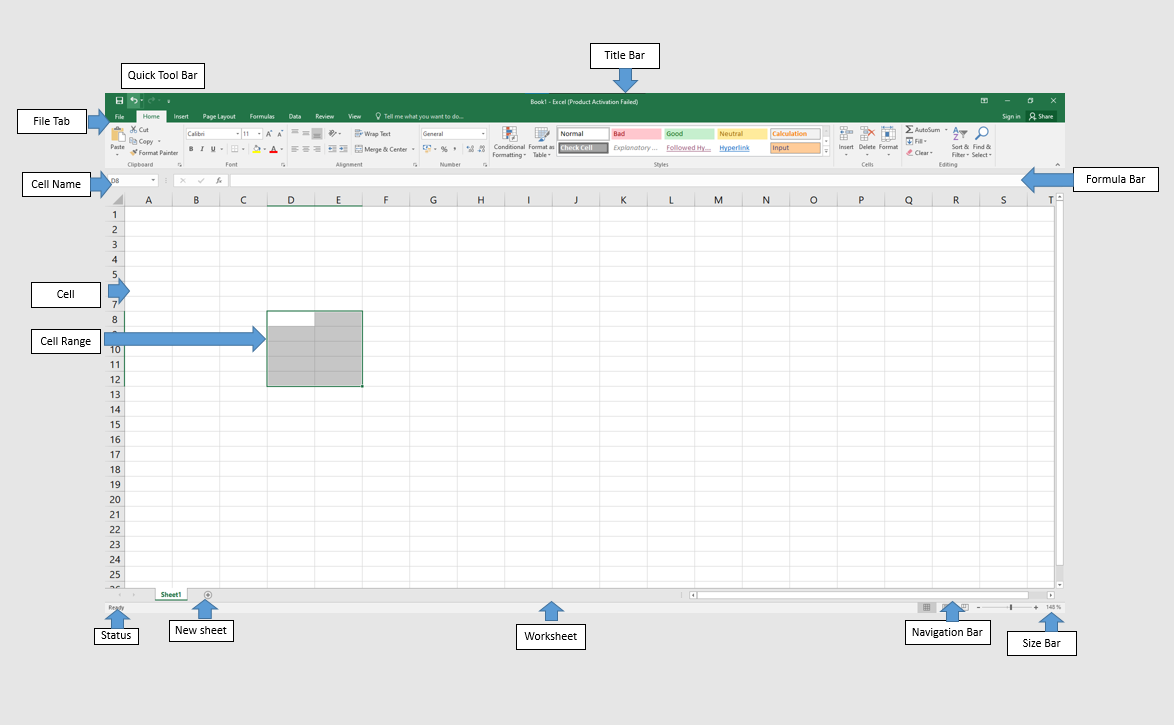 Title Bar
Quick Tool Bar
Book1 - Excel (Product Activation Failed)
File Tab
File Home Insert Page Layout Formulas Data Review View Tell me what you want to do... Sign in Share
Paste Cut Copy Format Painter
Calibri 11
B I U A
Wrap Text
Merge & Center
General
%
Conditional Formatting
Format as Table
Normal Bad Good Neutral Calculation
Check Cell Explanatory ... Followed Hy... Hyperlink Input
Insert Delete Format
AutoSum
Fill
Clear
Sort & Filter
Find & Select
Clipboard Font Alignment Number Styles Cells Editing
Cell Name
D8
fx
Formula Bar
A B C D E F G H I J K L M N O P Q R S T
1
2
3
4
5
Cell
7
8
Cell Range
10
11
12
13
14
15
16
17
18
19
20
21
22
23
24
25
Sheet1
Ready
148 %
Status
New sheet
Worksheet
Navigation Bar
Size Bar